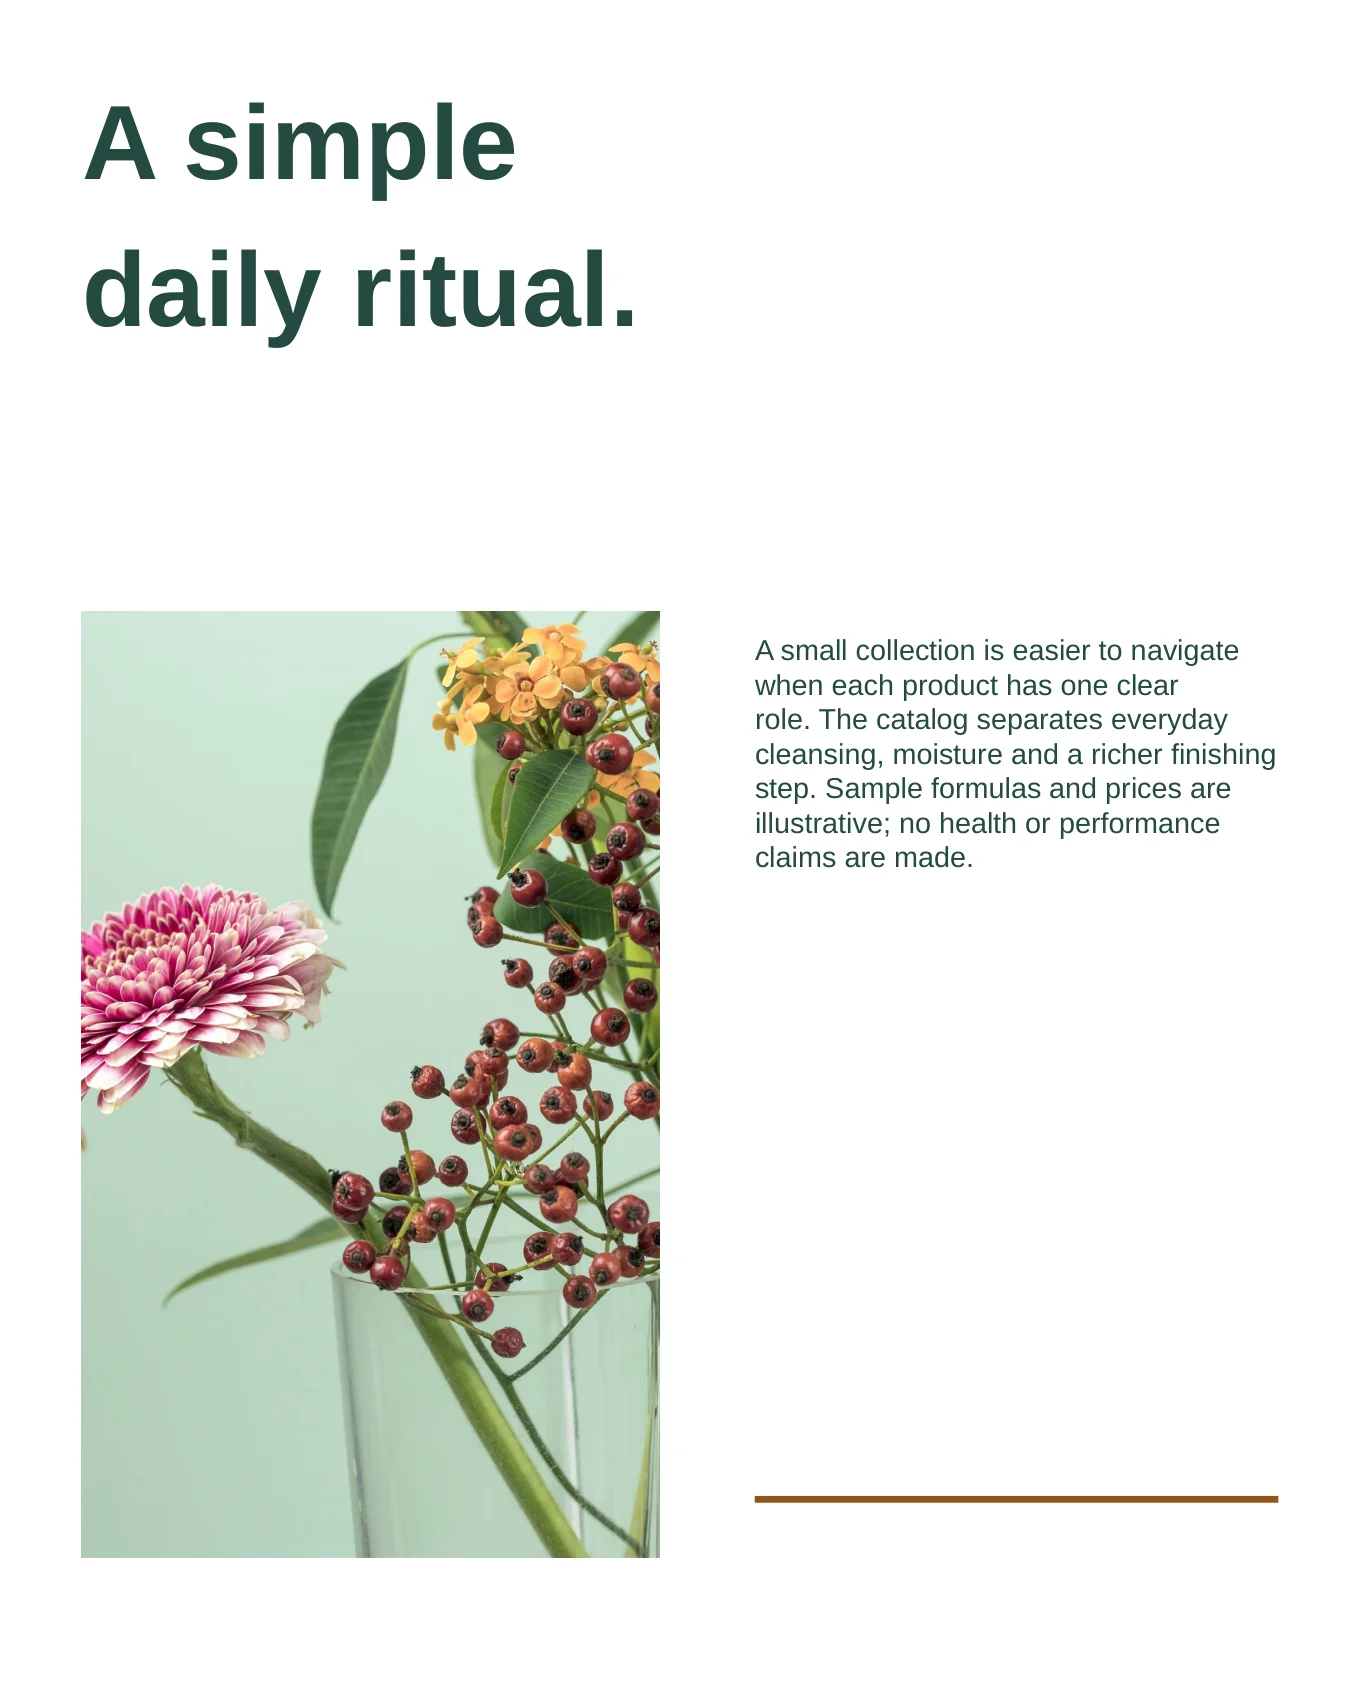 A simple
daily ritual.
A small collection is easier to navigate
when each product has one clear
role. The catalog separates everyday
cleansing, moisture and a richer finishing
step. Sample formulas and prices are
illustrative; no health or performance
claims are made.